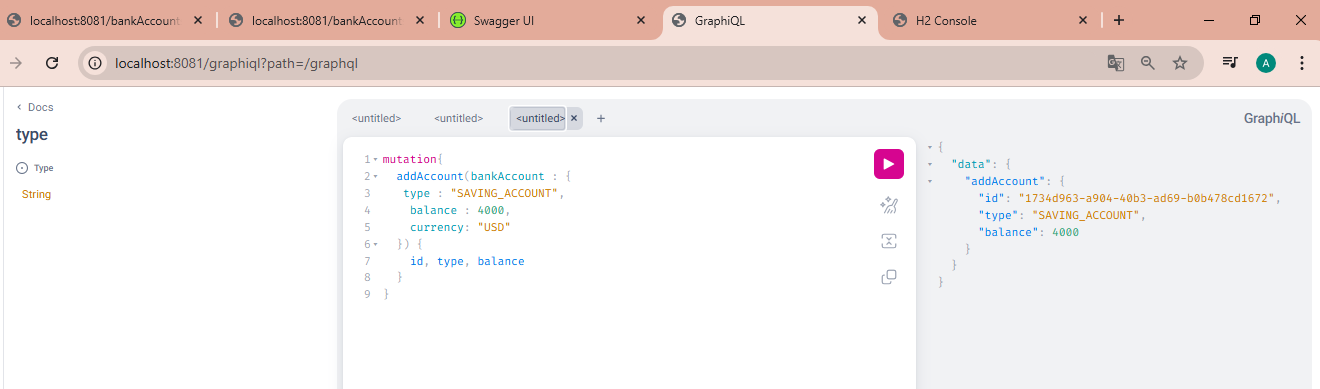 localhost:8081/bankAccount
localhost:8081/bankAccount
Swagger UI
GraphiQL
H2 Console
localhost:8081/graphiql?path=/graphql
A
Docs
type
Type
String
<untitled>
<untitled>
<untitled>
GraphiQL
1 mutation{
2 addAccount(bankAccount : {
3 type : "SAVING_ACCOUNT",
4 balance : 4000,
5 currency: "USD"
6 }) {
7 id, type, balance
8 }
9 }
{
"data": {
"addAccount": {
"id": "1734d963-a904-40b3-ad69-b0b478cd1672",
"type": "SAVING_ACCOUNT",
"balance": 4000
}
}
}